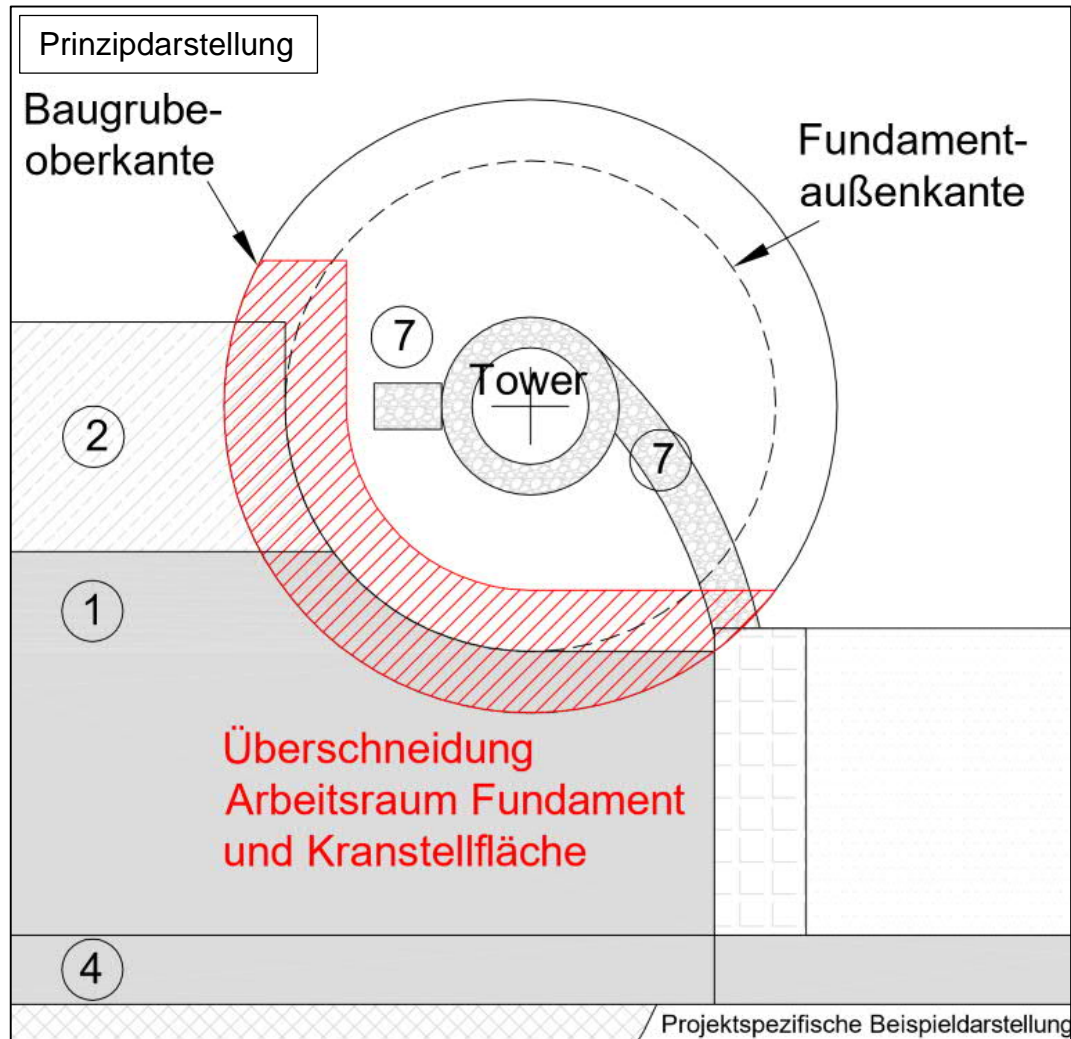 Prinzipdarstellung
Baugrube-
oberkante
Fundament-
außenkante
7
Tower
2
7
1
Überschneidung
Arbeitsraum Fundament
und Kranstellfläche
4
Projektspezifische Beispieldarstellung